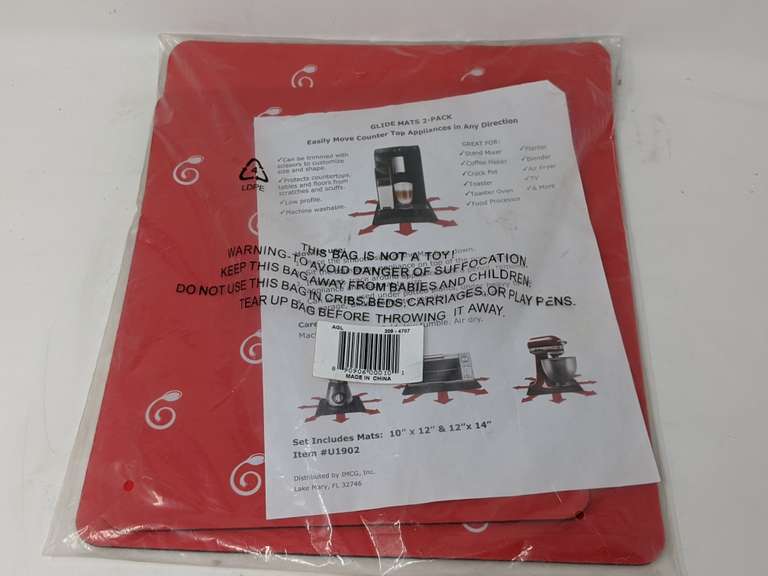 GLIDE MATS 2-PACK
Easily Move Counter Top Appliances in Any Direction
✓Can be trimmed with
scissors to customize
size and shape.
✓Protects countertops,
tables and floors from
scratches and scuffs.
✓Low profile.
✓Machine washable.
GREAT FOR:
✓Stand Mixer
✓Coffee Maker
✓Crock Pot
✓Toaster
✓Toaster Oven
✓Food Processor
✓Planter
✓Blender
✓Air Fryer
✓TV
✓& More
LDPE
THIS BAG IS NOT A TOY!
WARNING-TO AVOID DANGER OF SUFFOCATION,
KEEP THIS BAG AWAY FROM BABIES AND CHILDREN.
DO NOT USE THIS BAG IN CRIBS,BEDS,CARRIAGES,OR PLAY PENS.
TEAR UP BAG BEFORE THROWING IT AWAY.
tumble. Air dry.
AGL
MADE IN CHINA
Set Includes Mats: 10" x 12" & 12"x 14"
Item #U1902
Distributed by IMCG, Inc.
Lake Mary, FL 32746